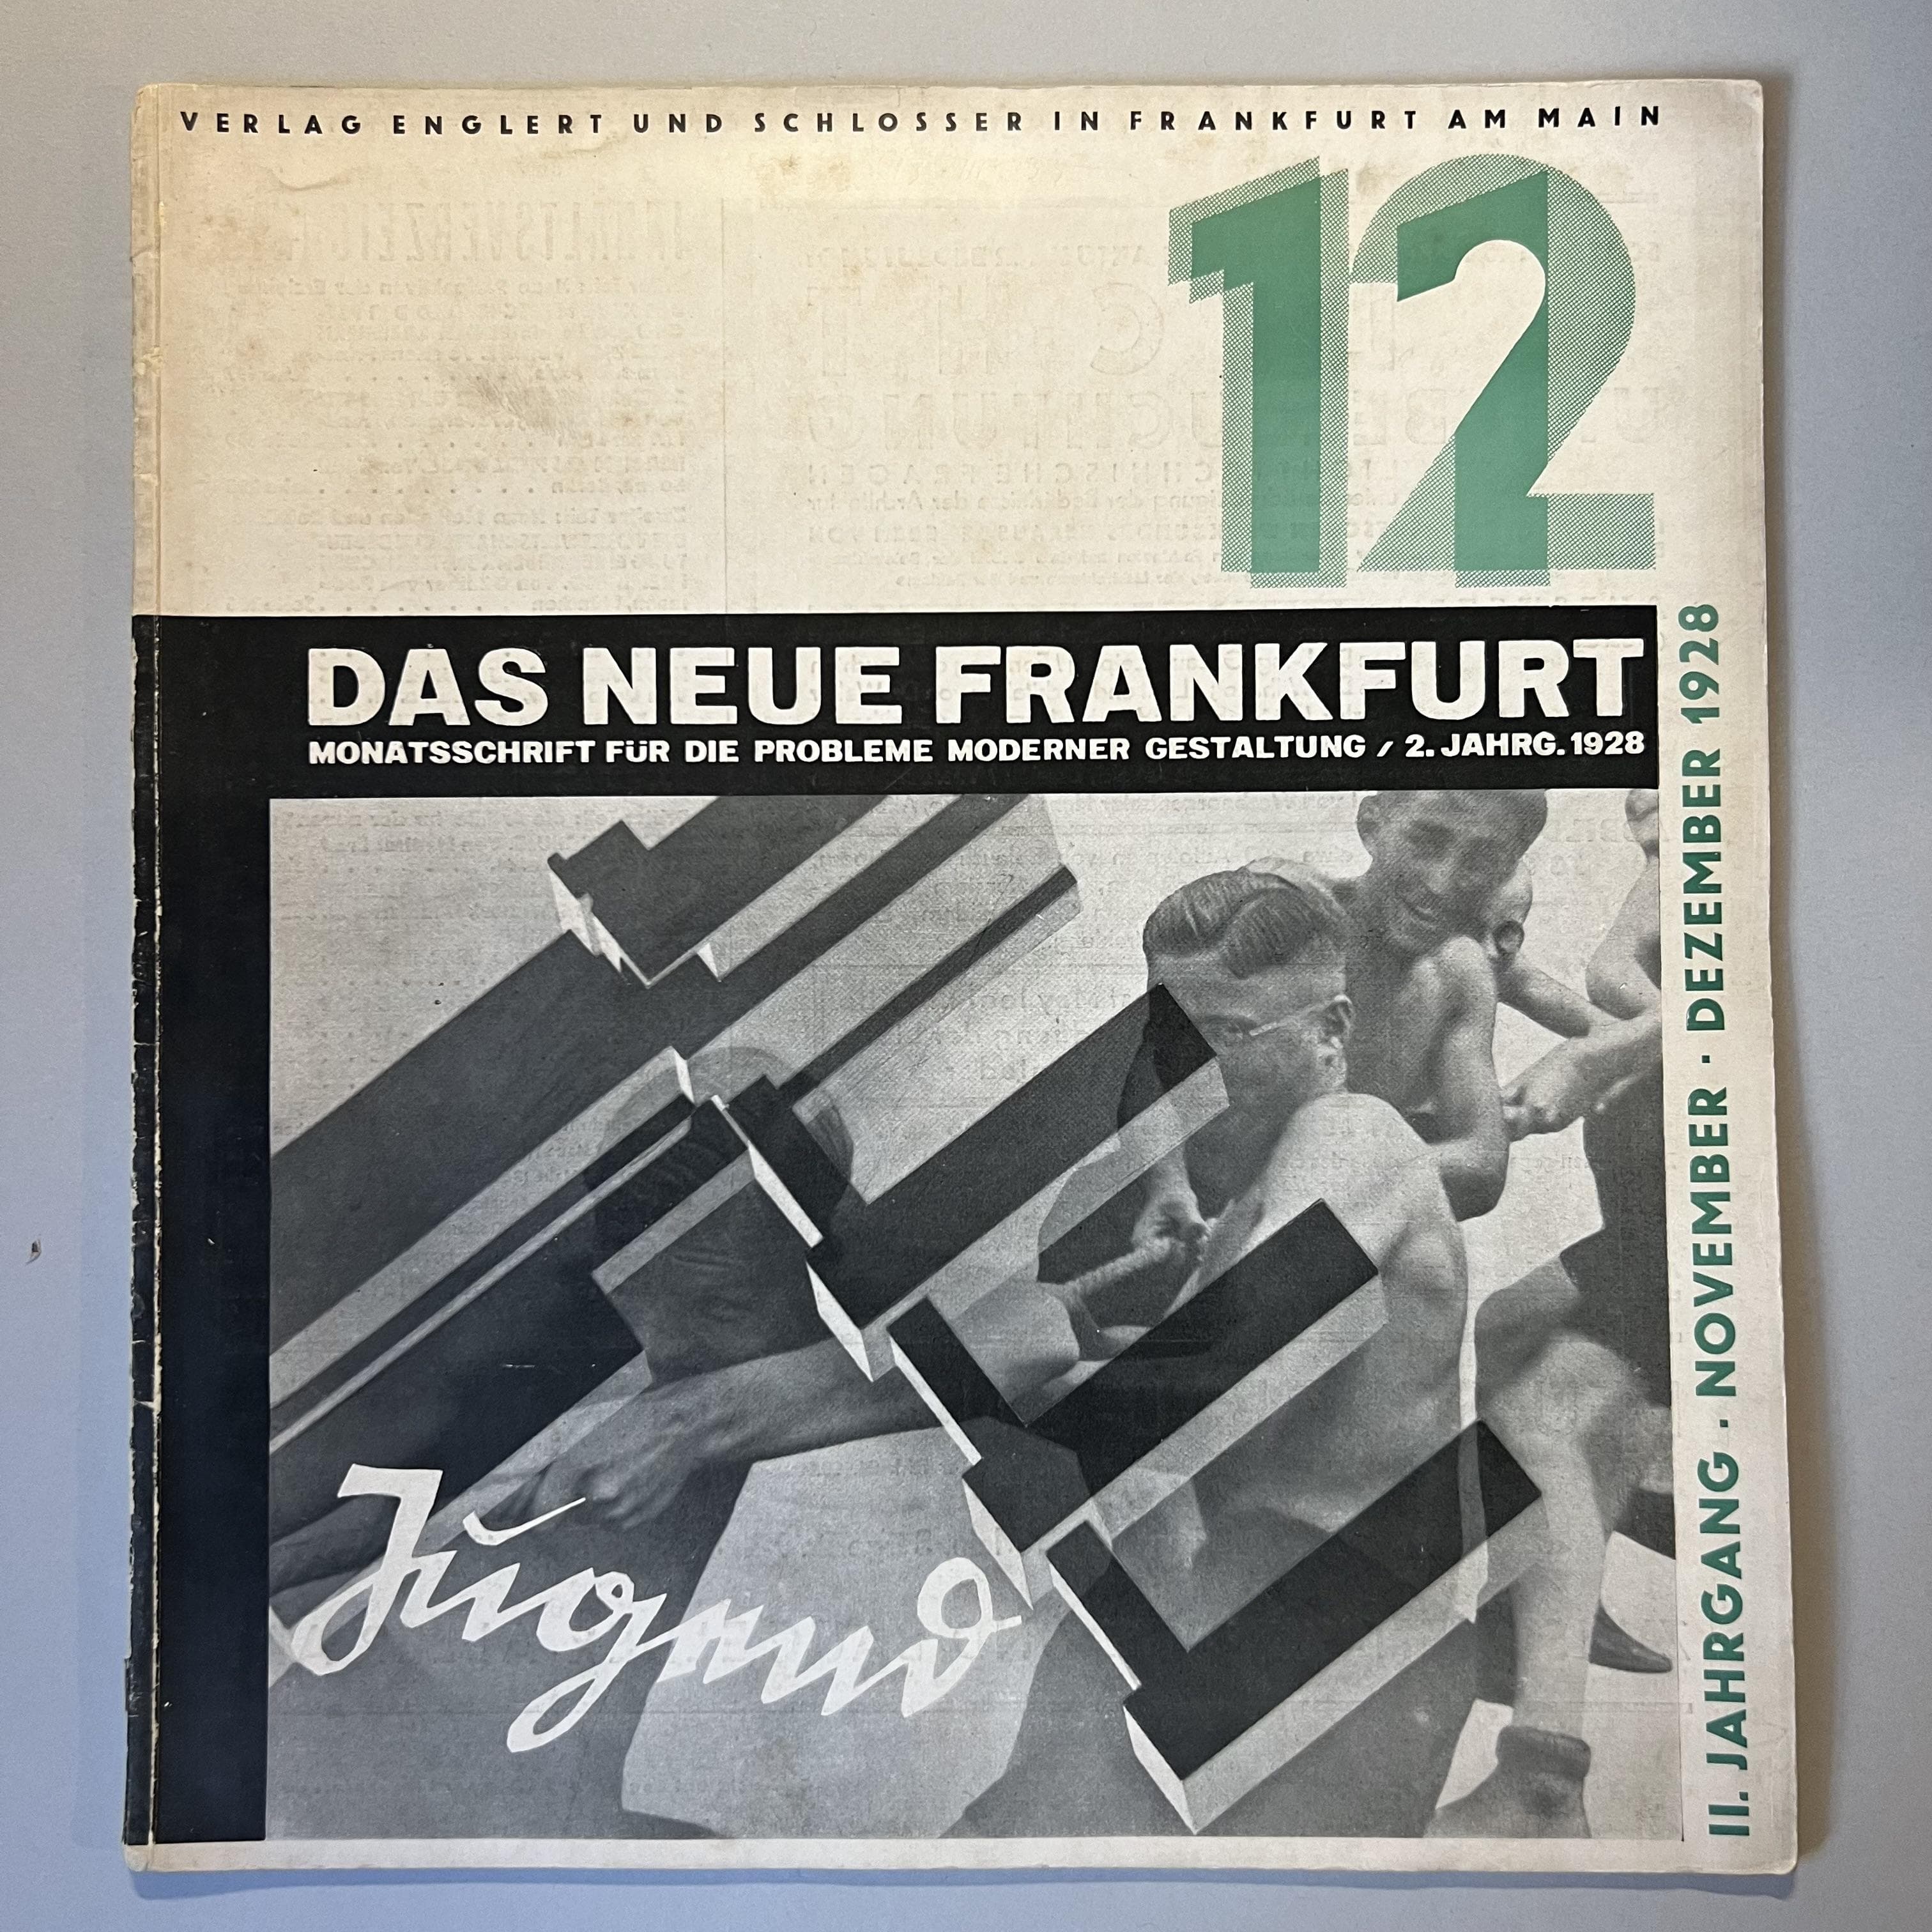 VERLAG ENGLERT UND SCHLOSSER IN FRANKFURT AM MAIN
12
DAS NEUE FRANKFURT
MONATSSCHRIFT FÜR DIE PROBLEME MODERNER GESTALTUNG / 2. JAHRG. 1928
Jugend
II. JAHRGANG · NOVEMBER · DEZEMBER 1928